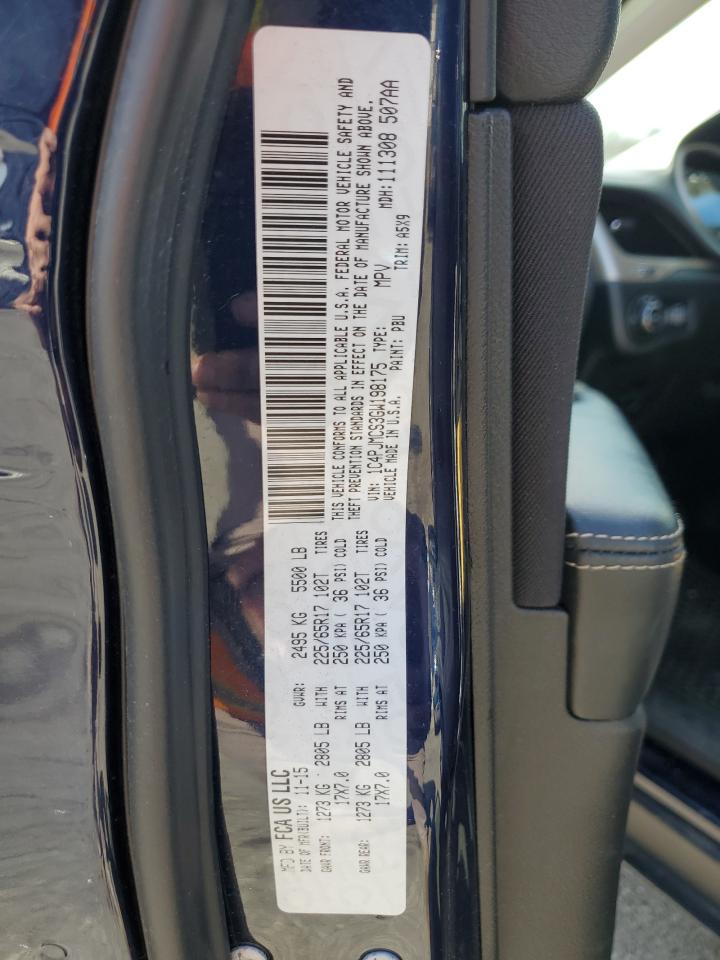 MFD BY FCA US LLC
DATE OF MFR(BUILT): 11-15 GVWR: 2495 KG 5500 LB
GAWR FRONT: 1273 KG 2805 LB WITH 225/65R17 102T TIRES
17X7.0 RIMS AT 250 KPA ( 36 PSI) COLD
GAWR REAR: 1273 KG 2805 LB WITH 225/65R17 102T TIRES
17X7.0 RIMS AT 250 KPA ( 36 PSI) COLD
THIS VEHICLE CONFORMS TO ALL APPLICABLE U.S.A. FEDERAL MOTOR VEHICLE SAFETY AND
THEFT PREVENTION STANDARDS IN EFFECT ON THE DATE OF MANUFACTURE SHOWN ABOVE.
VIN: 1C4PJMCS3GW198175 TYPE: MPV MDH: 111308 507AA
VEHICLE MADE IN U.S.A. PAINT: PBU TRIM: A5X9